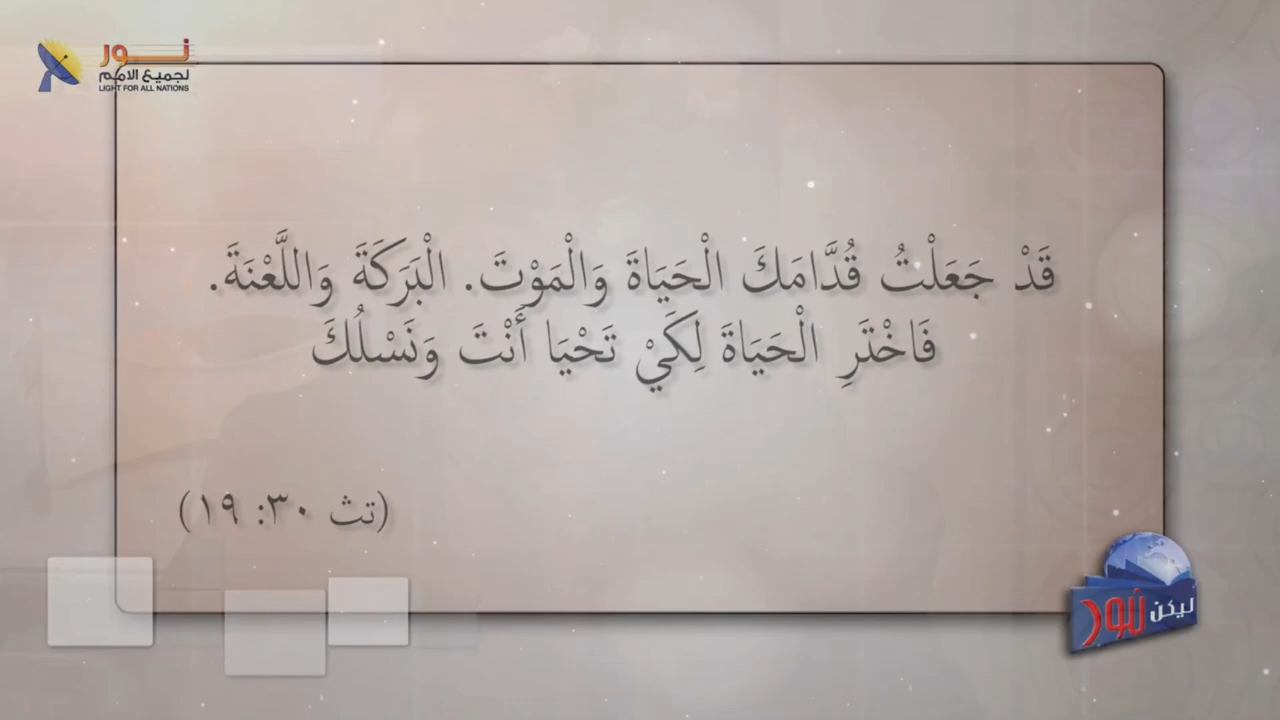 نور
لجميع الامم
LIGHT FOR ALL NATIONS
قَدْ جَعَلْتُ قُدَّامَكَ الْحَيَاةَ وَالْمَوْتَ. الْبَرَكَةَ وَاللَّعْنَةَ.
فَاخْتَرِ الْحَيَاةَ لِكَيْ تَحْيَا أَنْتَ وَنَسْلُكَ
(تث ٣٠: ١٩)
ليكن نور